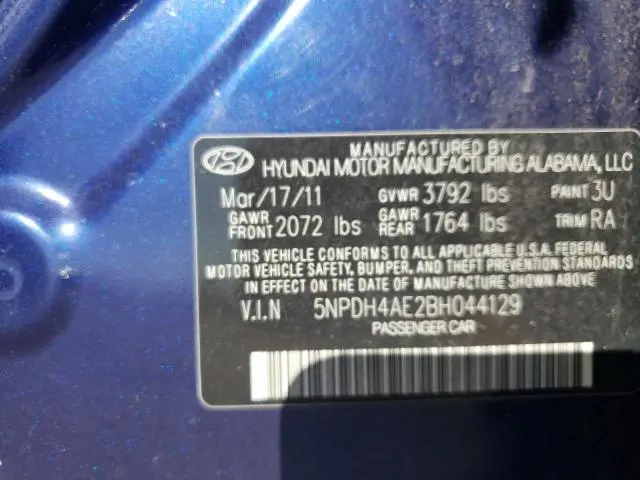 MANUFACTURED BY
HYUNDAI MOTOR MANUFACTURING ALABAMA, LLC
Mar/17/11 GVWR 3792 lbs PAINT 3U
GAWR FRONT 2072 lbs GAWR REAR 1764 lbs TRIM RA
THIS VEHICLE CONFORMS TO ALL APPLICABLE U.S.A. FEDERAL
MOTOR VEHICLE SAFETY, BUMPER, AND THEFT PREVENTION STANDARDS
IN EFFECT ON THE DATE OF MANUFACTURE SHOWN ABOVE
V.I.N 5NPDH4AE2BH044129
PASSENGER CAR